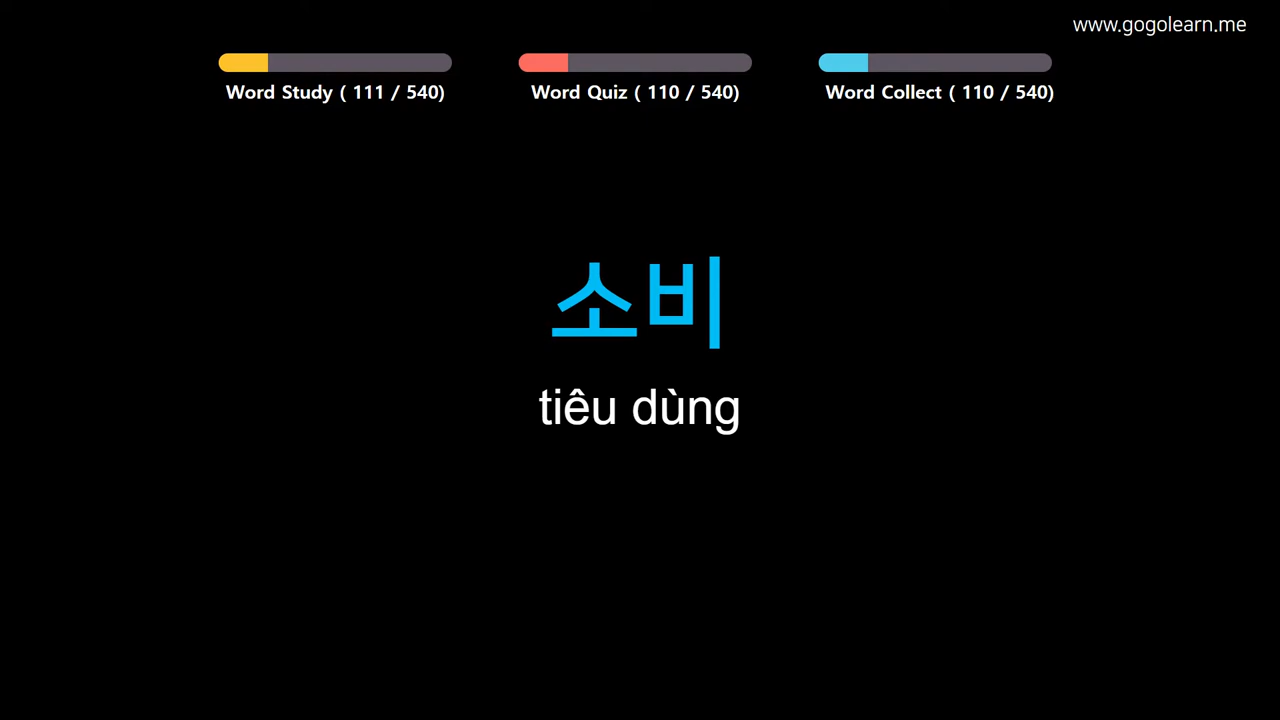 www.gogolearn.me
Word Study ( 111 / 540)
Word Quiz ( 110 / 540)
Word Collect ( 110 / 540)
소비
tiêu dùng